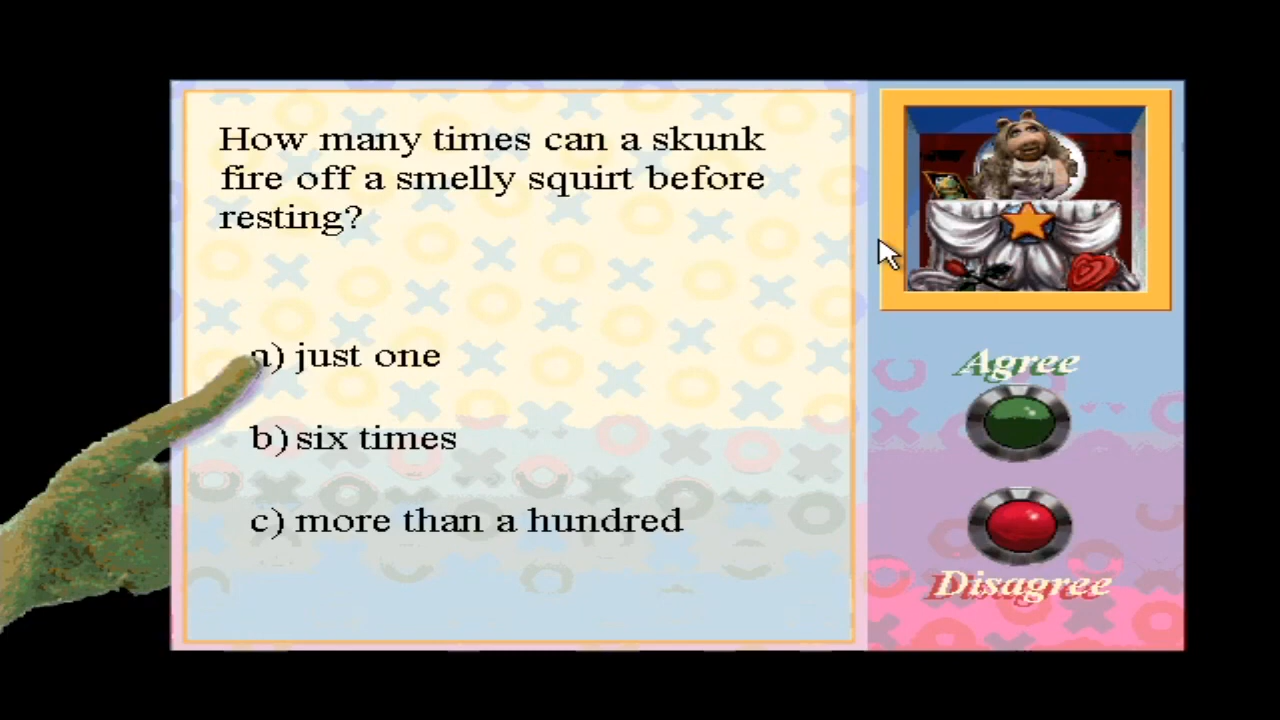 How many times can a skunk
fire off a smelly squirt before
resting?
a) just one
b) six times
c) more than a hundred
Agree
Disagree